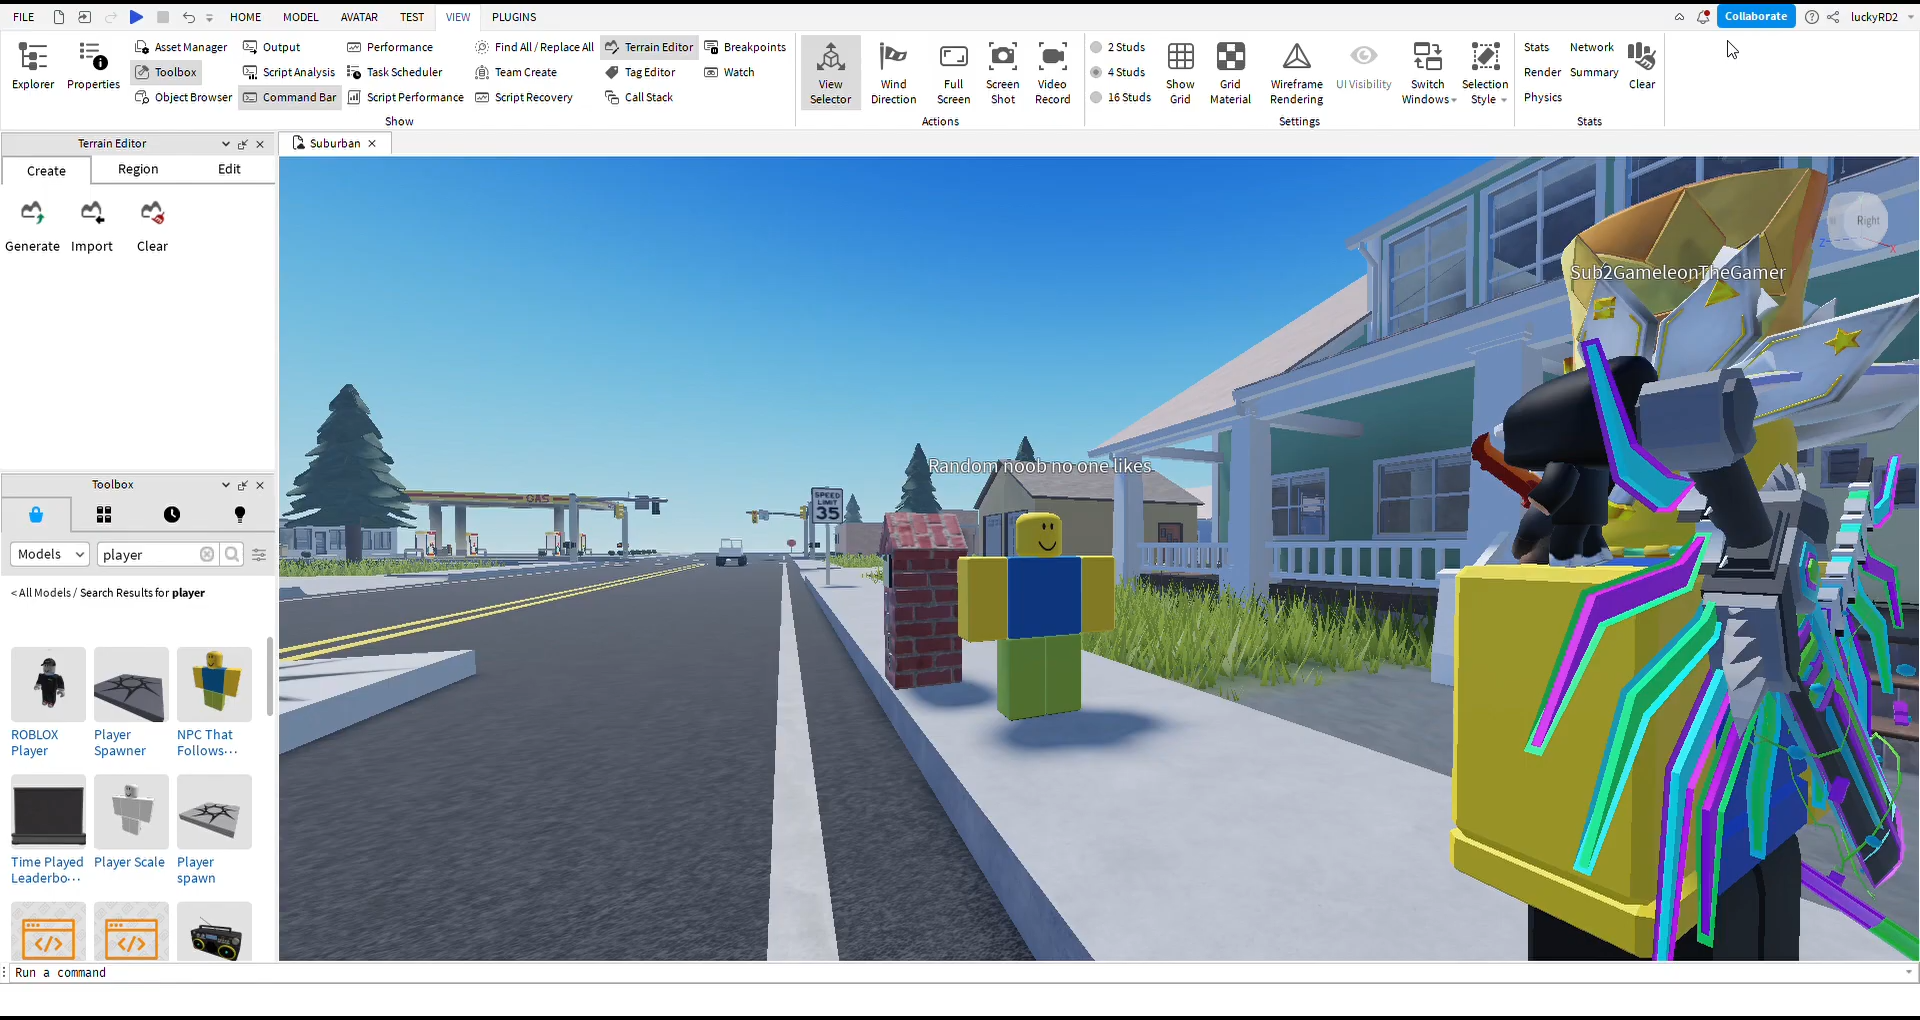 FILE HOME MODEL AVATAR TEST VIEW PLUGINS Collaborate luckyRD2
Explorer
Properties
Asset Manager
Toolbox
Object Browser
Output
Script Analysis
Command Bar
Performance
Task Scheduler
Script Performance
Find All / Replace All
Team Create
Script Recovery
Terrain Editor
Tag Editor
Call Stack
Breakpoints
Watch
Show
View
Selector
Wind
Direction
Full
Screen
Screen
Shot
Video
Record
Actions
2 Studs
4 Studs
16 Studs
Show
Grid
Grid
Material
Wireframe
Rendering
UI Visibility
Switch
Windows
Selection
Style
Settings
Stats
Render
Physics
Network
Summary
Clear
Stats
Terrain Editor
Create Region Edit
Generate Import Clear
Suburban
Right
Z
X
Sub2GameleonTheGamer
Random noob no one likes
GAS
SPEED
LIMIT
35
Toolbox
Models
player
< All Models / Search Results for player
ROBLOX
Player
Player
Spawner
NPC That
Follows...
Time Played
Leaderbo...
Player Scale
Player
spawn
Run a command